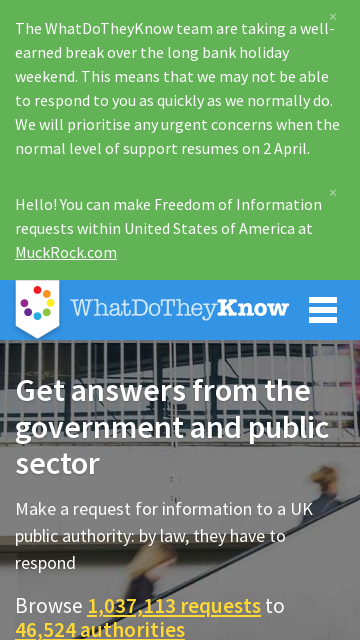 ×
The WhatDoTheyKnow team are taking a well-
earned break over the long bank holiday
weekend. This means that we may not be able
to respond to you as quickly as we normally do.
We will prioritise any urgent concerns when the
normal level of support resumes on 2 April.
×
Hello! You can make Freedom of Information
requests within United States of America at
MuckRock.com
WhatDoTheyKnow
Get answers from the
government and public
sector
Make a request for information to a UK
public authority: by law, they have to
respond
Browse 1,037,113 requests to
46,524 authorities